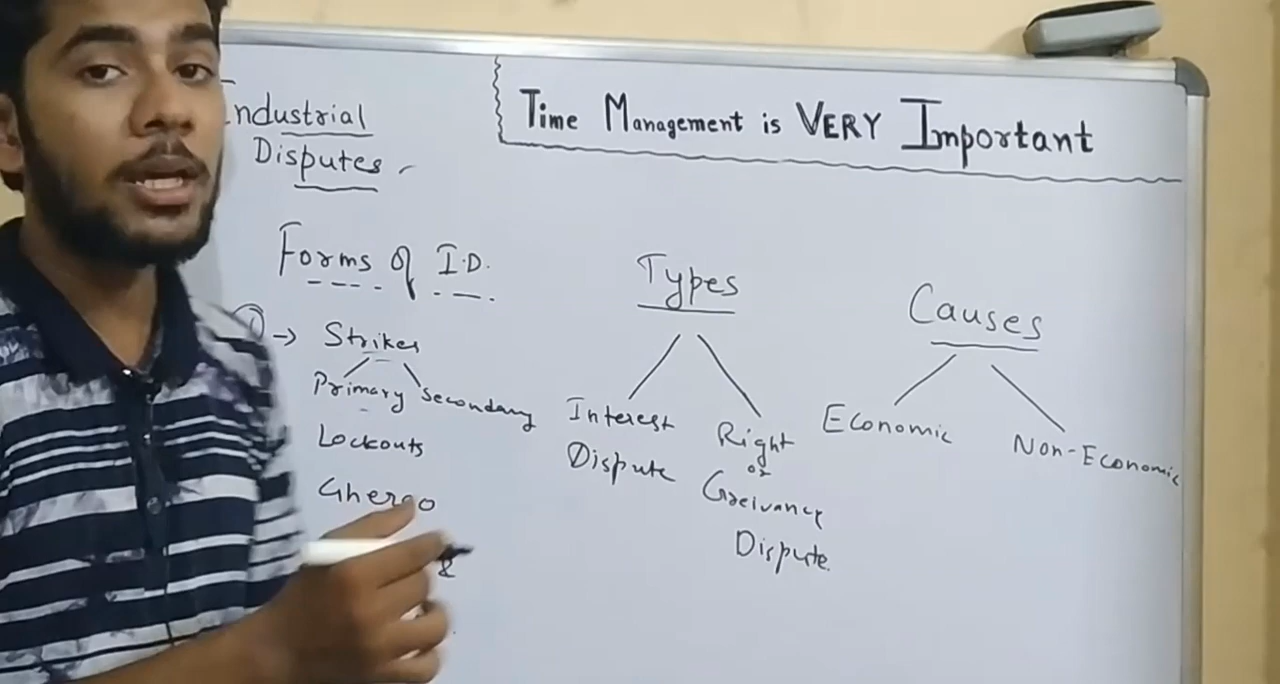 Industrial
Disputes
Time Management is VERY Important
Forms of I.D.
① → Strikes
Primary Secondary
Lockouts
Gherao
&
Types
Interest
Dispute
Right
or
Greivancy
Dispute.
Causes
Economic
Non-Economic